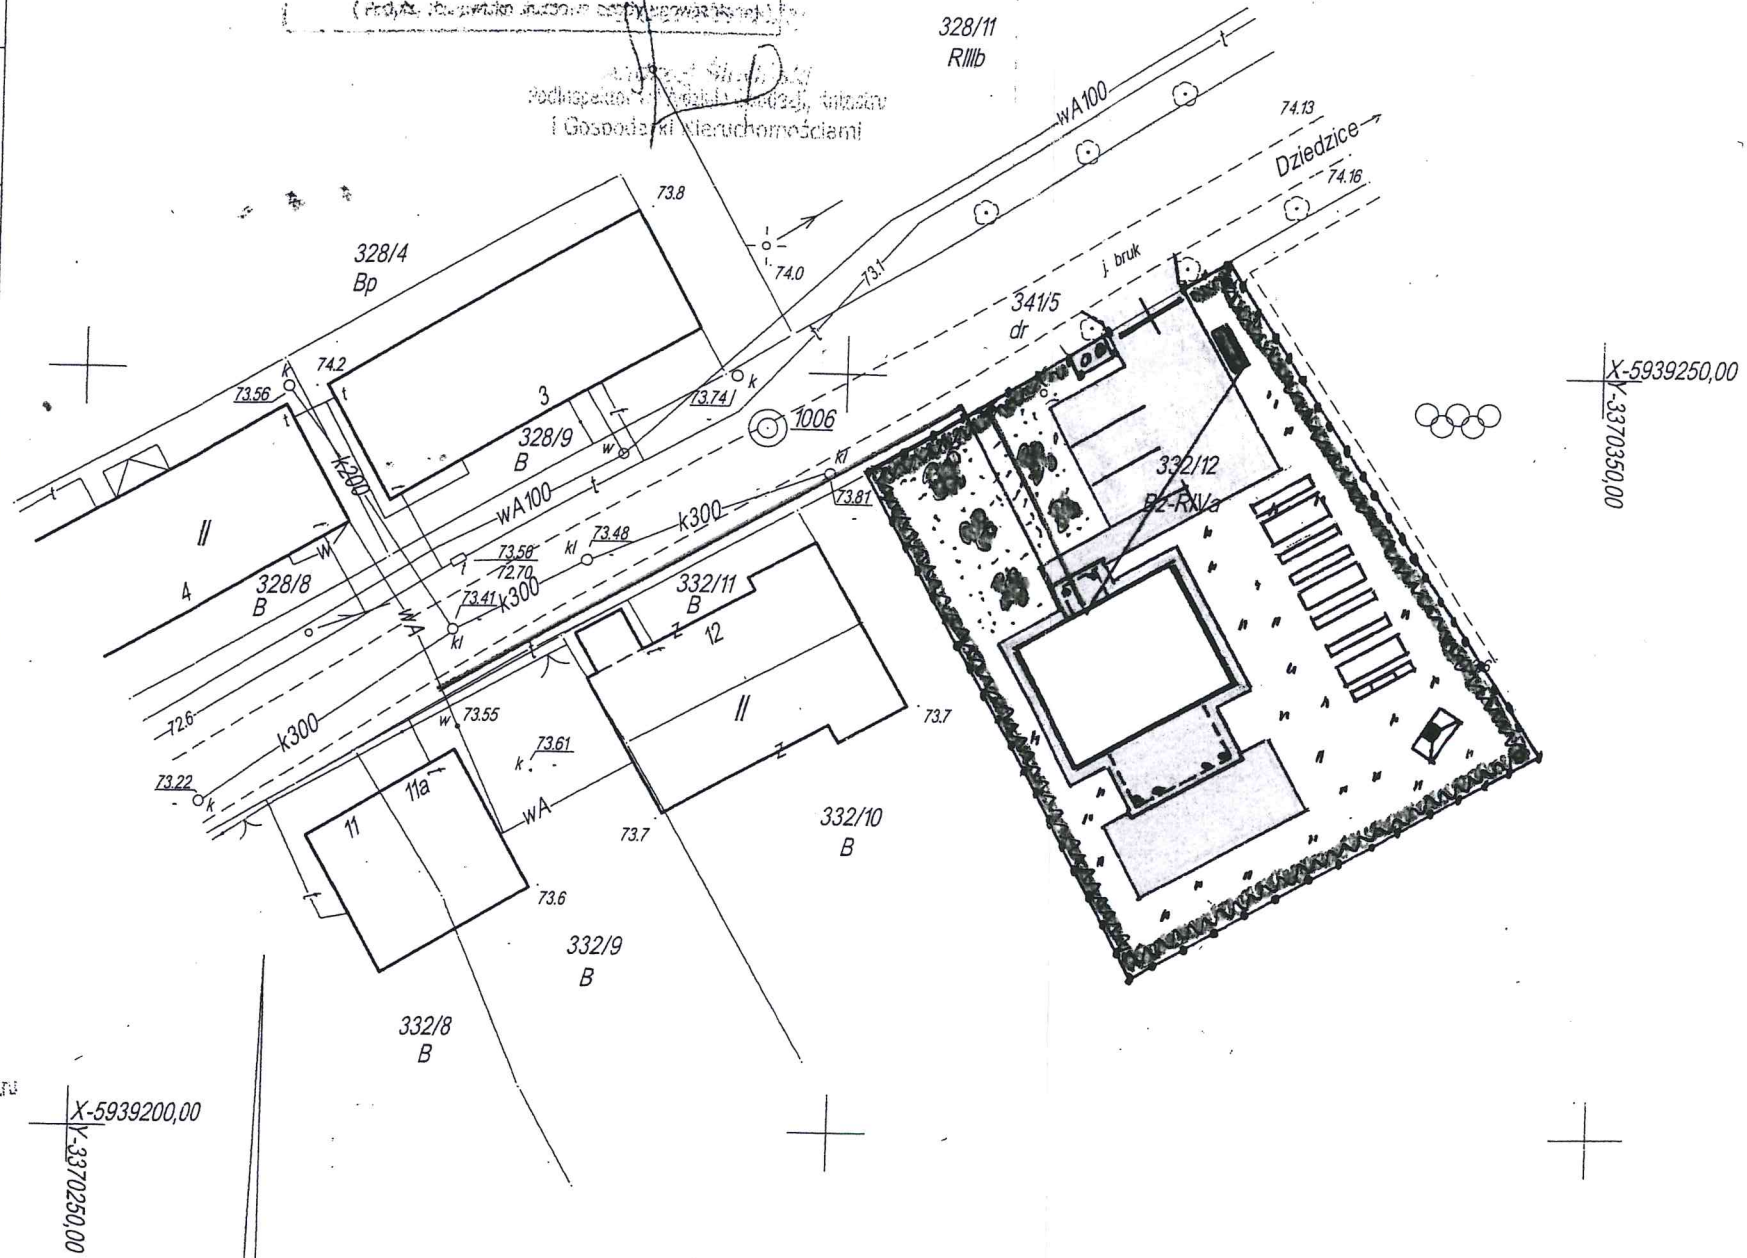 328/11
RIIIb
i Gospodarki Nieruchomościami
t
wA100
74.13
Dziedzice
74.16
73.8
328/4
Bp
74.0
73.1
j. bruk
341/5
dr
X-5939250,00
Y-3370350,00
k
74.2
73.56
t
t
3
328/9
B
73.74
k
t
1006
w
kl
73.81
332/12
k200
wA100
t
k300
73.48
kl
t
II
4
w
328/8
B
73.56
72.70
t
73.41
k300
wA
kl
332/11
B
z
12
II
z
73.7
72.6
k300
w
73.55
73.61
k
73.22
k
11a
11
t
wA
73.7
332/10
B
73.6
332/9
B
332/8
B
X-5939200,00
Y-3370250,00